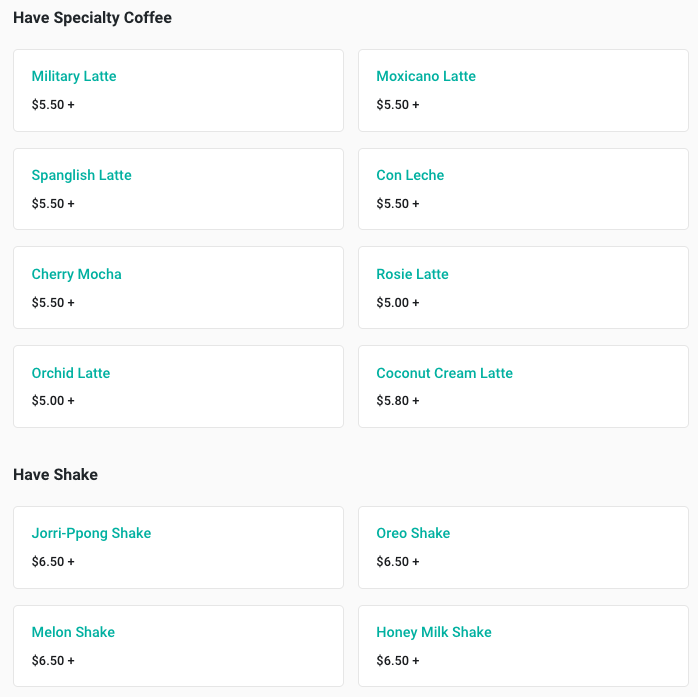 Have Specialty Coffee
Military Latte
$5.50 +
Moxicano Latte
$5.50 +
Spanglish Latte
$5.50 +
Con Leche
$5.50 +
Cherry Mocha
$5.50 +
Rosie Latte
$5.00 +
Orchid Latte
$5.00 +
Coconut Cream Latte
$5.80 +
Have Shake
Jorri-Ppong Shake
$6.50 +
Oreo Shake
$6.50 +
Melon Shake
$6.50 +
Honey Milk Shake
$6.50 +